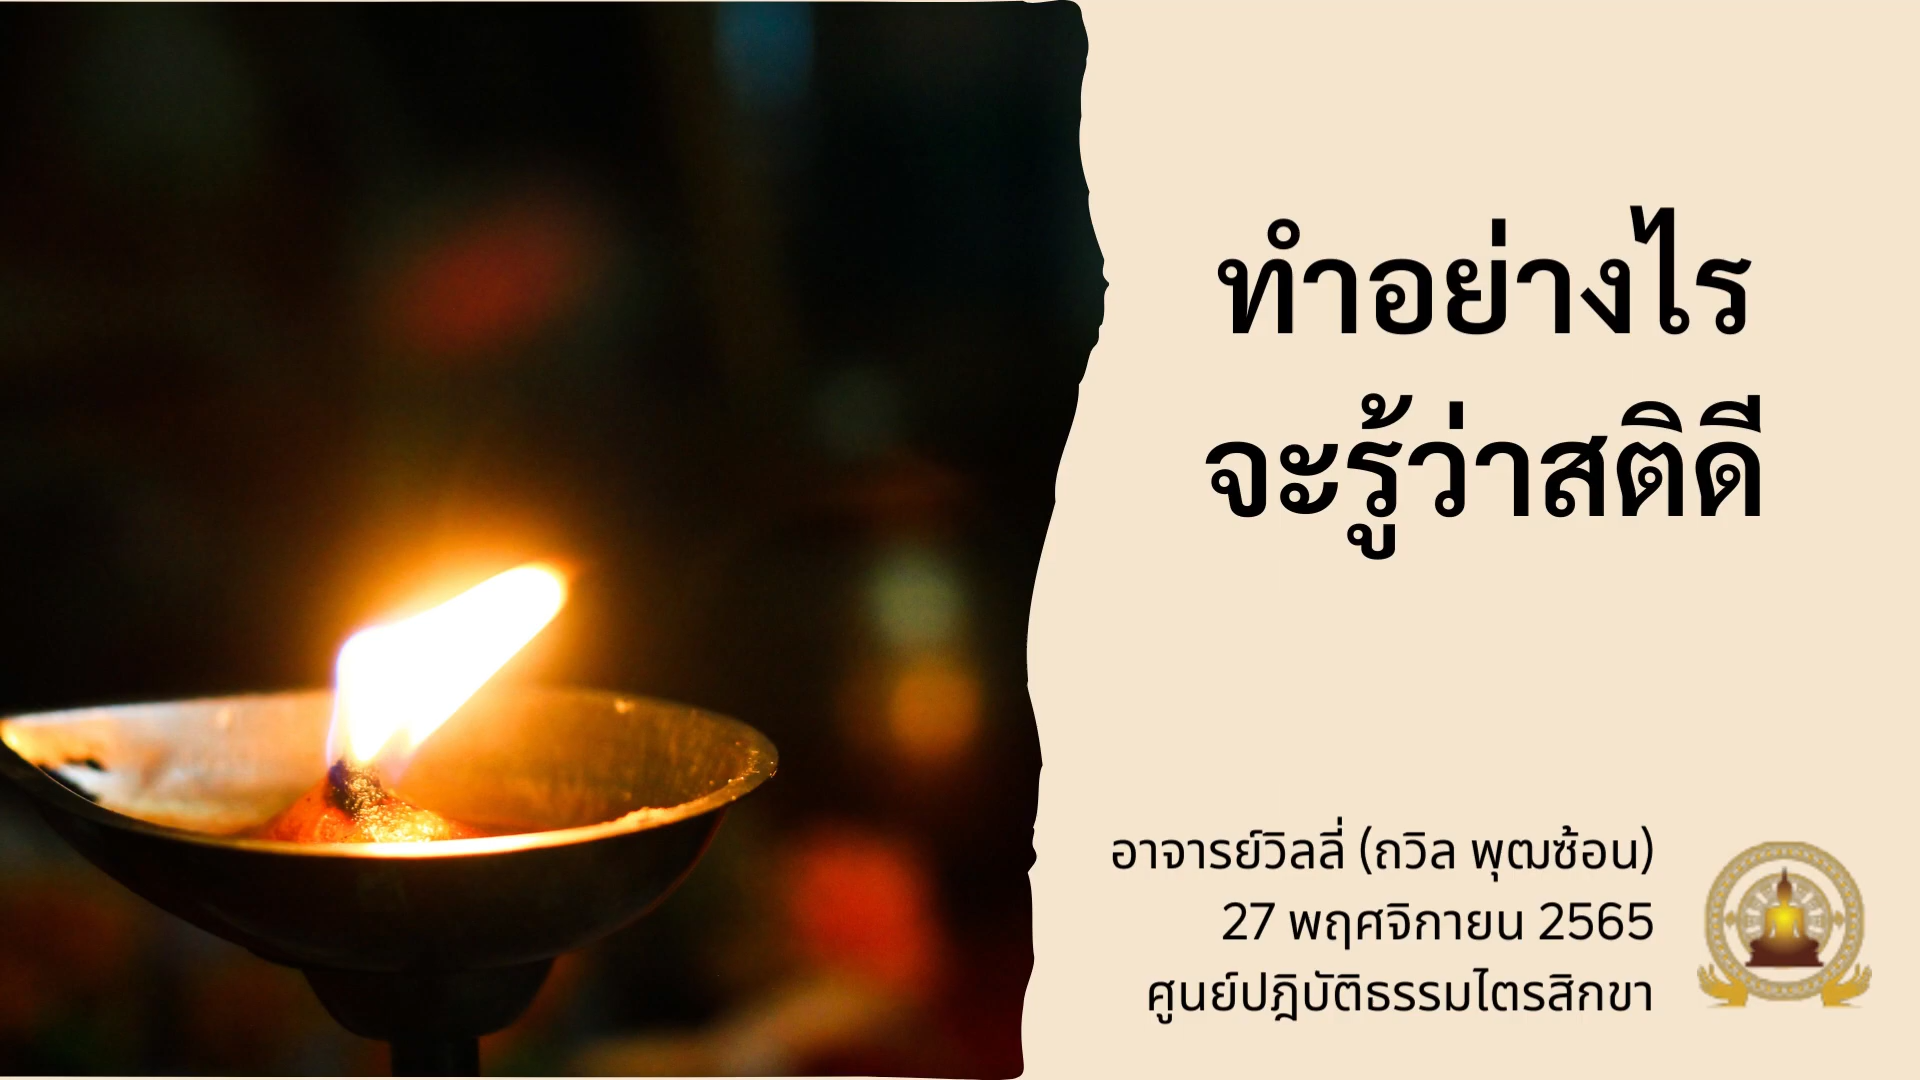 ทำอย่างไร
จะรู้ว่าสติดี
อาจารย์วิลลี่ (ถวิล พุฒซ้อน)
27 พฤศจิกายน 2565
ศูนย์ปฎิบัติธรรมไตรสิกขา